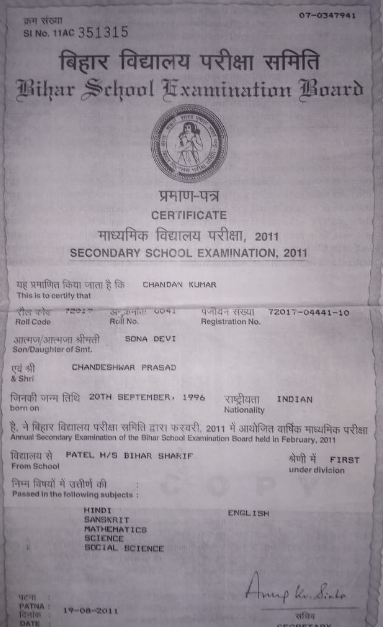 क्रम संख्या
Sl No. 11AC 351315
07-0347941
बिहार विद्यालय परीक्षा समिति
Bihar School Examination Board
प्रमाण-पत्र
CERTIFICATE
माध्यमिक विद्यालय परीक्षा, 2011
SECONDARY SCHOOL EXAMINATION, 2011
यह प्रमाणित किया जाता है कि CHANDAN KUMAR
This is to certify that
रौल कोड 72017 अनुक्रमांक 0041 पंजीयन संख्या 72017-04441-10
Roll Code Roll No. Registration No.
आत्मज/आत्मजा श्रीमती SONA DEVI
Son/Daughter of Smt.
एवं श्री CHANDESHWAR PRASAD
& Shri
जिनकी जन्म तिथि 20TH SEPTEMBER, 1996 राष्ट्रीयता INDIAN
born on Nationality
है, ने बिहार विद्यालय परीक्षा समिति द्वारा फरवरी, 2011 में आयोजित वार्षिक माध्यमिक परीक्षा
Annual Secondary Examination of the Bihar School Examination Board held in February, 2011
विद्यालय से PATEL H/S BIHAR SHARIF श्रेणी में FIRST
From School under division
निम्न विषयों में उत्तीर्ण की :
Passed in the following subjects :
COP
HINDI ENGLISH
SANSKRIT
MATHEMATICS
SCIENCE
SOCIAL SCIENCE
पटना :
PATNA :
दिनांक : 19-08-2011
DATE
Anup Kr. Sinha
सचिव
SECRETARY